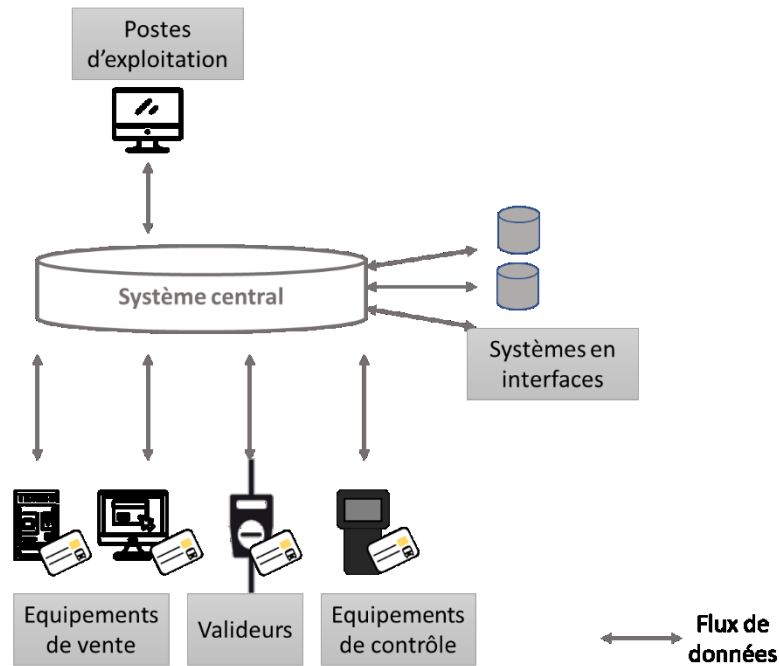 Postes
d’exploitation
Système central
Systèmes en
interfaces
Equipements
de vente
Valideurs
Equipements
de contrôle
Flux de
données